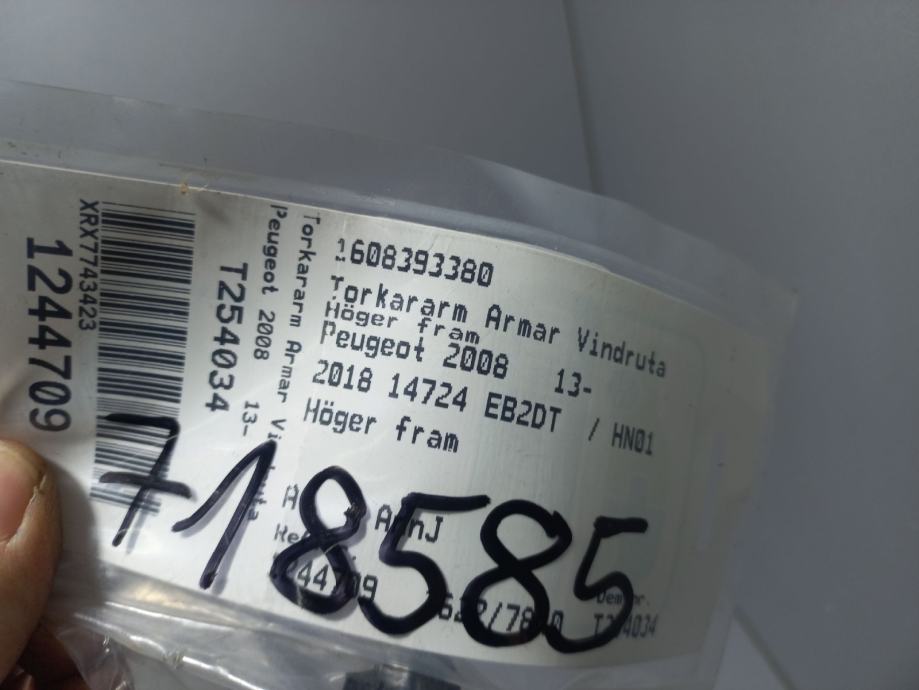 1244709
XRX7743423
T254034
Peugeot 2008 13-
Torkararm Armar
1608393380
Torkararm Armar Vindruta
Höger fram
Peugeot 2008 13-
2018 14724 EB2DT / HN01
Höger fram
718585
T254034